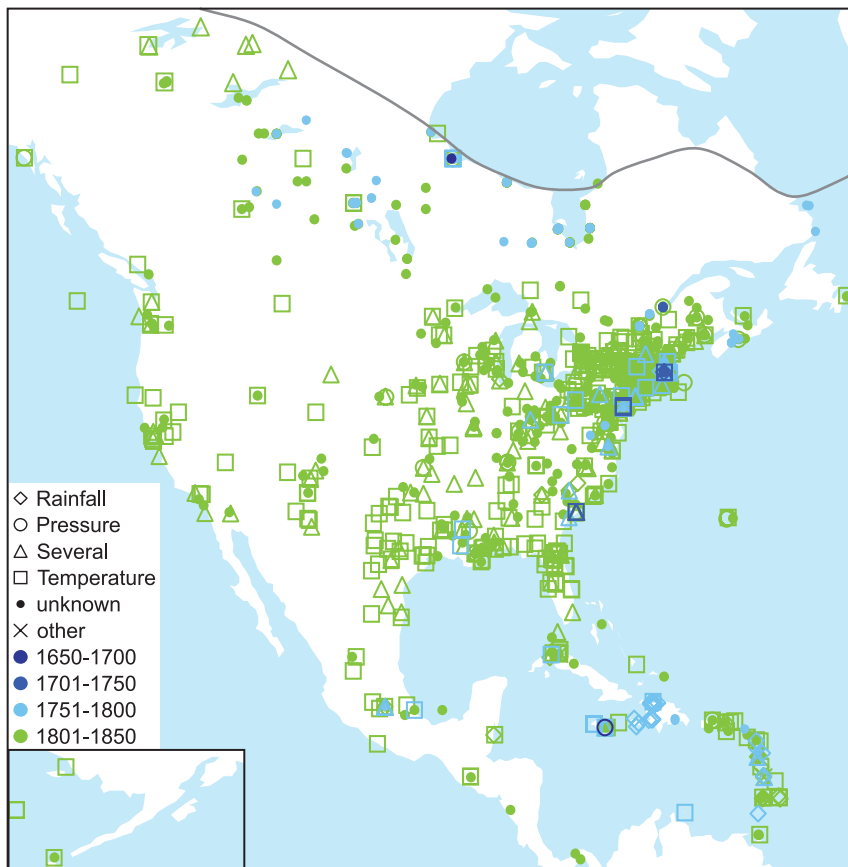 Rainfall
Pressure
Several
Temperature
unknown
other
1650-1700
1701-1750
1751-1800
1801-1850